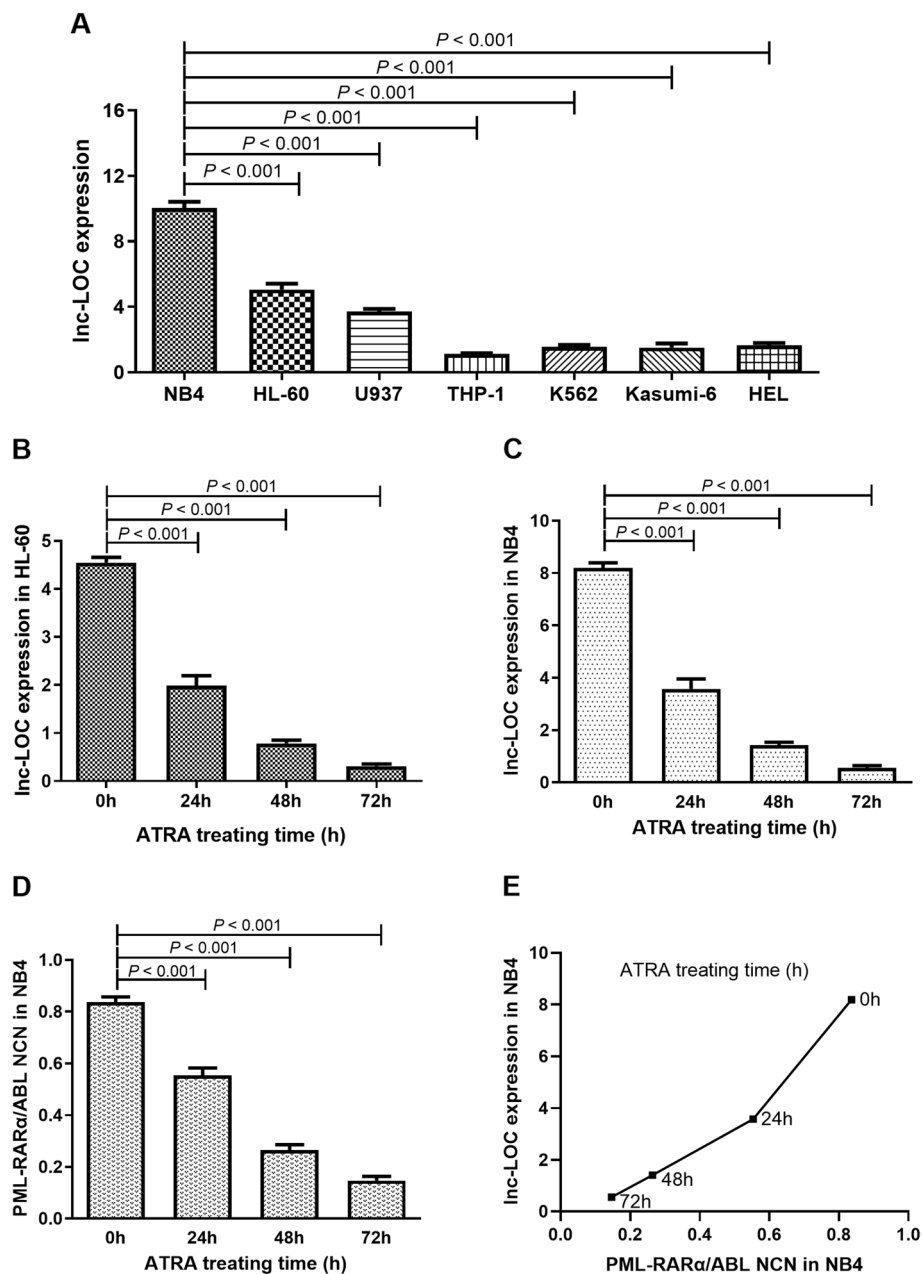 A
P < 0.001
P < 0.001
P < 0.001
P < 0.001
P < 0.001
P < 0.001
lnc-LOC expression
16
12
8
4
0
NB4 HL-60 U937 THP-1 K562 Kasumi-6 HEL
B
P < 0.001
P < 0.001
P < 0.001
lnc-LOC expression in HL-60
5
4
3
2
1
0
0h 24h 48h 72h
ATRA treating time (h)
C
P < 0.001
P < 0.001
P < 0.001
lnc-LOC expression in NB4
10
8
6
4
2
0
0h 24h 48h 72h
ATRA treating time (h)
D
P < 0.001
P < 0.001
P < 0.001
PML-RARα/ABL NCN in NB4
1.0
0.8
0.6
0.4
0.2
0.0
0h 24h 48h 72h
ATRA treating time (h)
E
ATRA treating time (h)
lnc-LOC expression in NB4
10
8
6
4
2
0
0h
24h
48h
72h
0.0 0.2 0.4 0.6 0.8 1.0
PML-RARα/ABL NCN in NB4